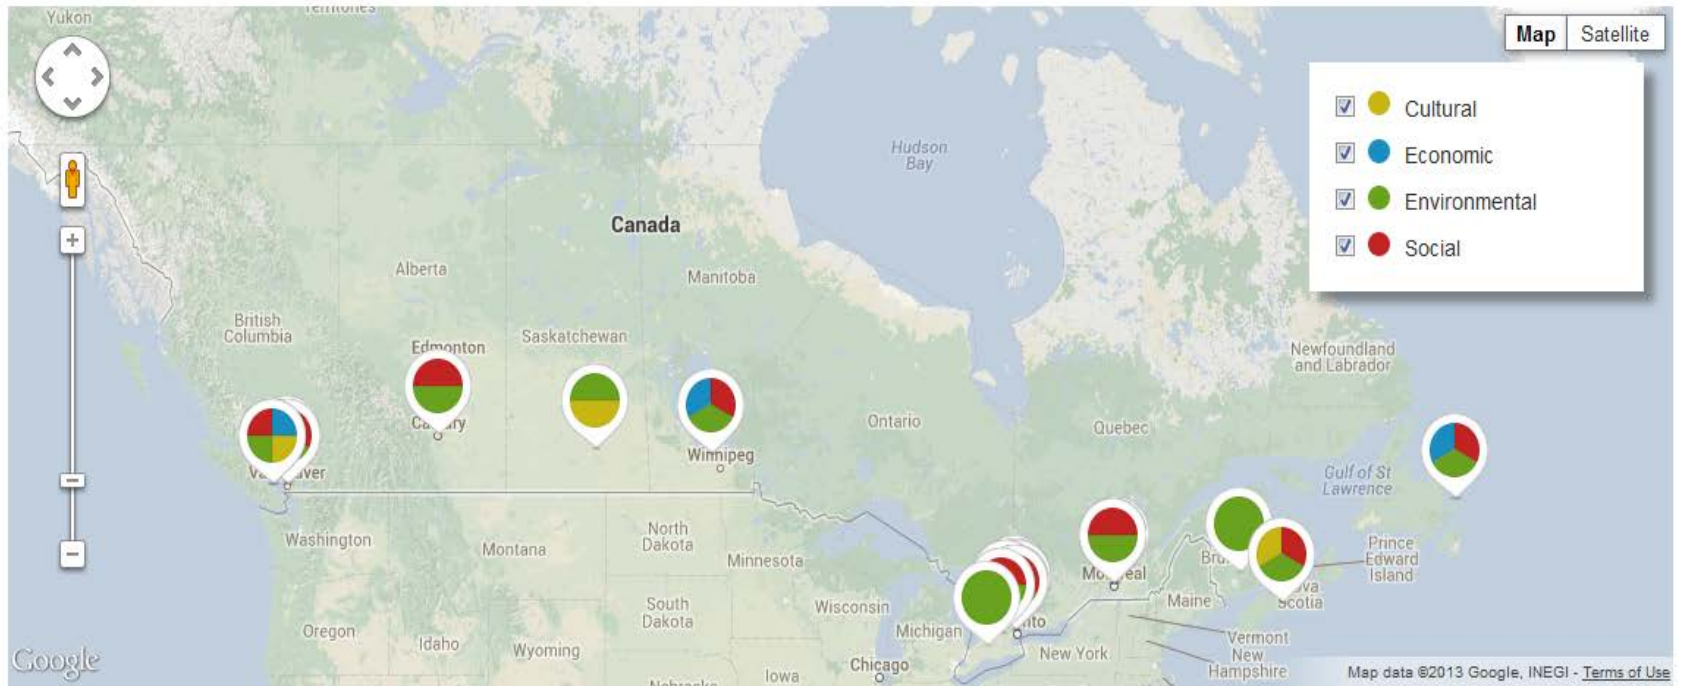 Yukon
Territories
Map
Satellite
Cultural
Economic
Environmental
Social
Hudson
Bay
Canada
Alberta
Manitoba
British
Columbia
Edmonton
Saskatchewan
Newfoundland
and Labrador
Ontario
Quebec
Winnipeg
Gulf of St
Lawrence
Washington
Montana
North
Dakota
Minnesota
Prince
Edward
Island
Scotia
Maine
South
Dakota
Wisconsin
Michigan
Oregon
Idaho
Wyoming
New York
Vermont
New
Hampshire
Chicago
Iowa
Nebraska
Google
Map data ©2013 Google, INEGI - Terms of Use